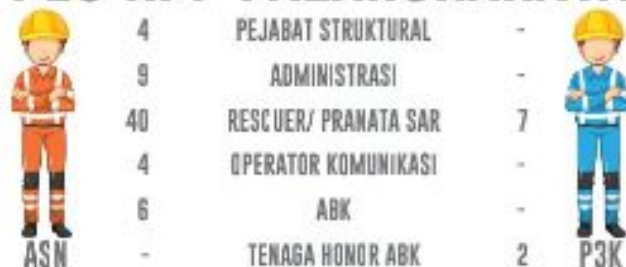 4 PEJABAT STRUKTURAL -
9 ADMINISTRASI -
40 RESCUER/ PRANATA SAR 7
4 OPERATOR KOMUNIKASI -
6 ABK -
ASN - TENAGA HONOR ABK 2 P3K